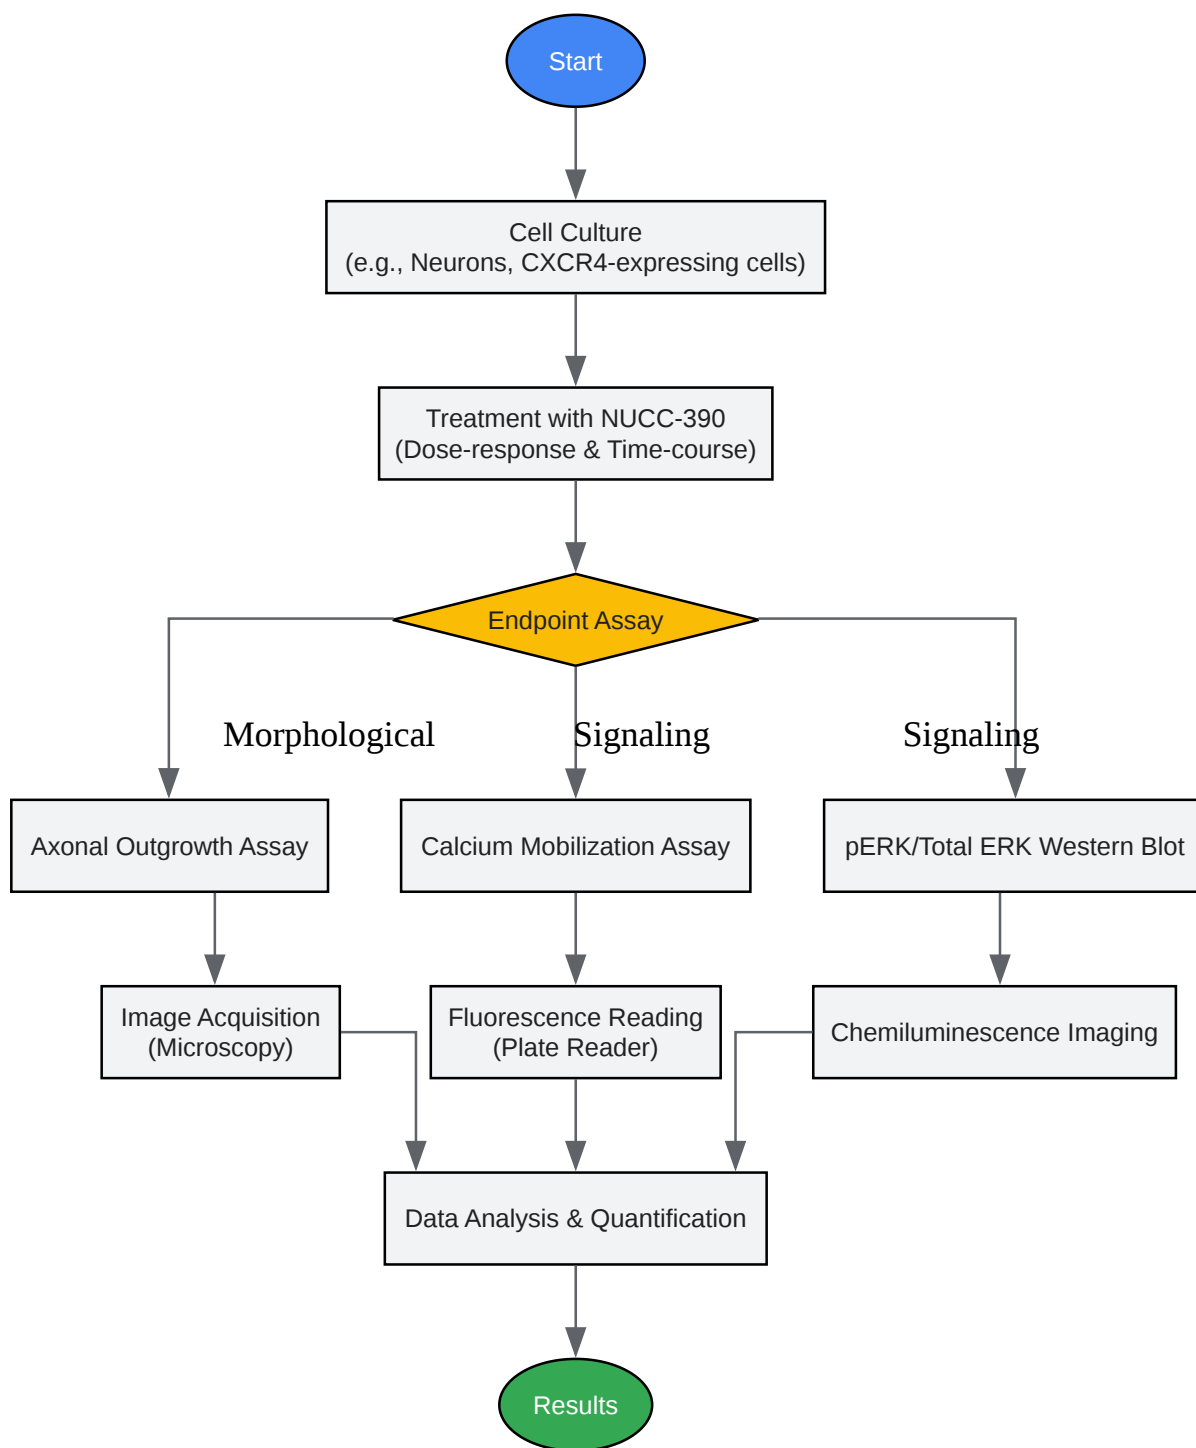 Start
Cell Culture
(e.g., Neurons, CXCR4-expressing cells)
Treatment with NUCC-390
(Dose-response & Time-course)
Endpoint Assay
Morphological
Signaling
Signaling
Axonal Outgrowth Assay
Calcium Mobilization Assay
pERK/Total ERK Western Blot
Image Acquisition
(Microscopy)
Fluorescence Reading
(Plate Reader)
Chemiluminescence Imaging
Data Analysis & Quantification
Results